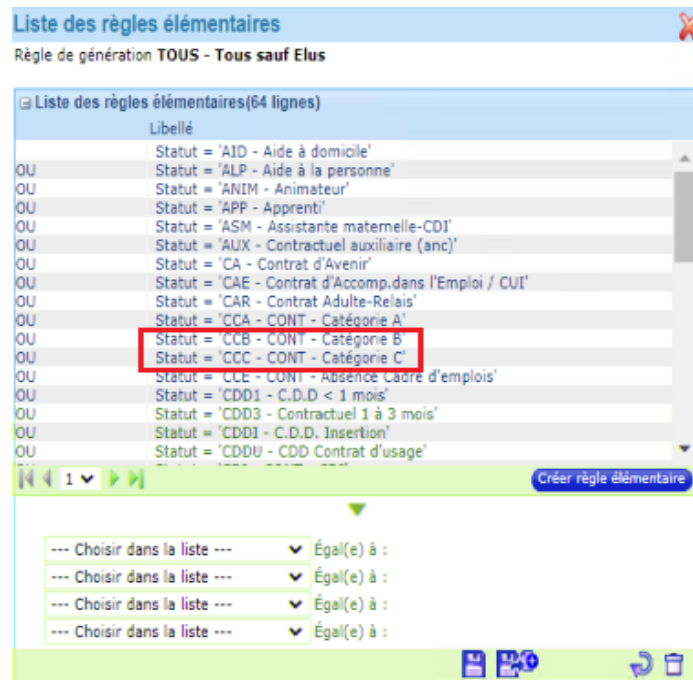 Liste des règles élémentaires
Règle de génération TOUS - Tous sauf Elus
Liste des règles élémentaires(64 lignes)
Libellé
Statut = 'AID - Aide à domicile'
OU Statut = 'ALP - Aide à la personne'
OU Statut = 'ANIM - Animateur'
OU Statut = 'APP - Apprenti'
OU Statut = 'ASM - Assistante maternelle-CDI'
OU Statut = 'AUX - Contractuel auxiliaire (anc)'
OU Statut = 'CA - Contrat d'Avenir'
OU Statut = 'CAE - Contrat d'Accomp.dans l'Emploi / CUI'
OU Statut = 'CAR - Contrat Adulte-Relais'
OU Statut = 'CCA - CONT - Catégorie A'
OU Statut = 'CCB - CONT - Catégorie B'
OU Statut = 'CCC - CONT - Catégorie C'
OU Statut = 'CCE - CONT - Absence Cadre d'emplois'
OU Statut = 'CDD1 - C.D.D < 1 mois'
OU Statut = 'CDD3 - Contractuel 1 à 3 mois'
OU Statut = 'CDDI - C.D.D. Insertion'
OU Statut = 'CDDU - CDD Contrat d'usage'
1 Créer règle élémentaire
--- Choisir dans la liste --- Égal(e) à :
--- Choisir dans la liste --- Égal(e) à :
--- Choisir dans la liste --- Égal(e) à :
--- Choisir dans la liste --- Égal(e) à :